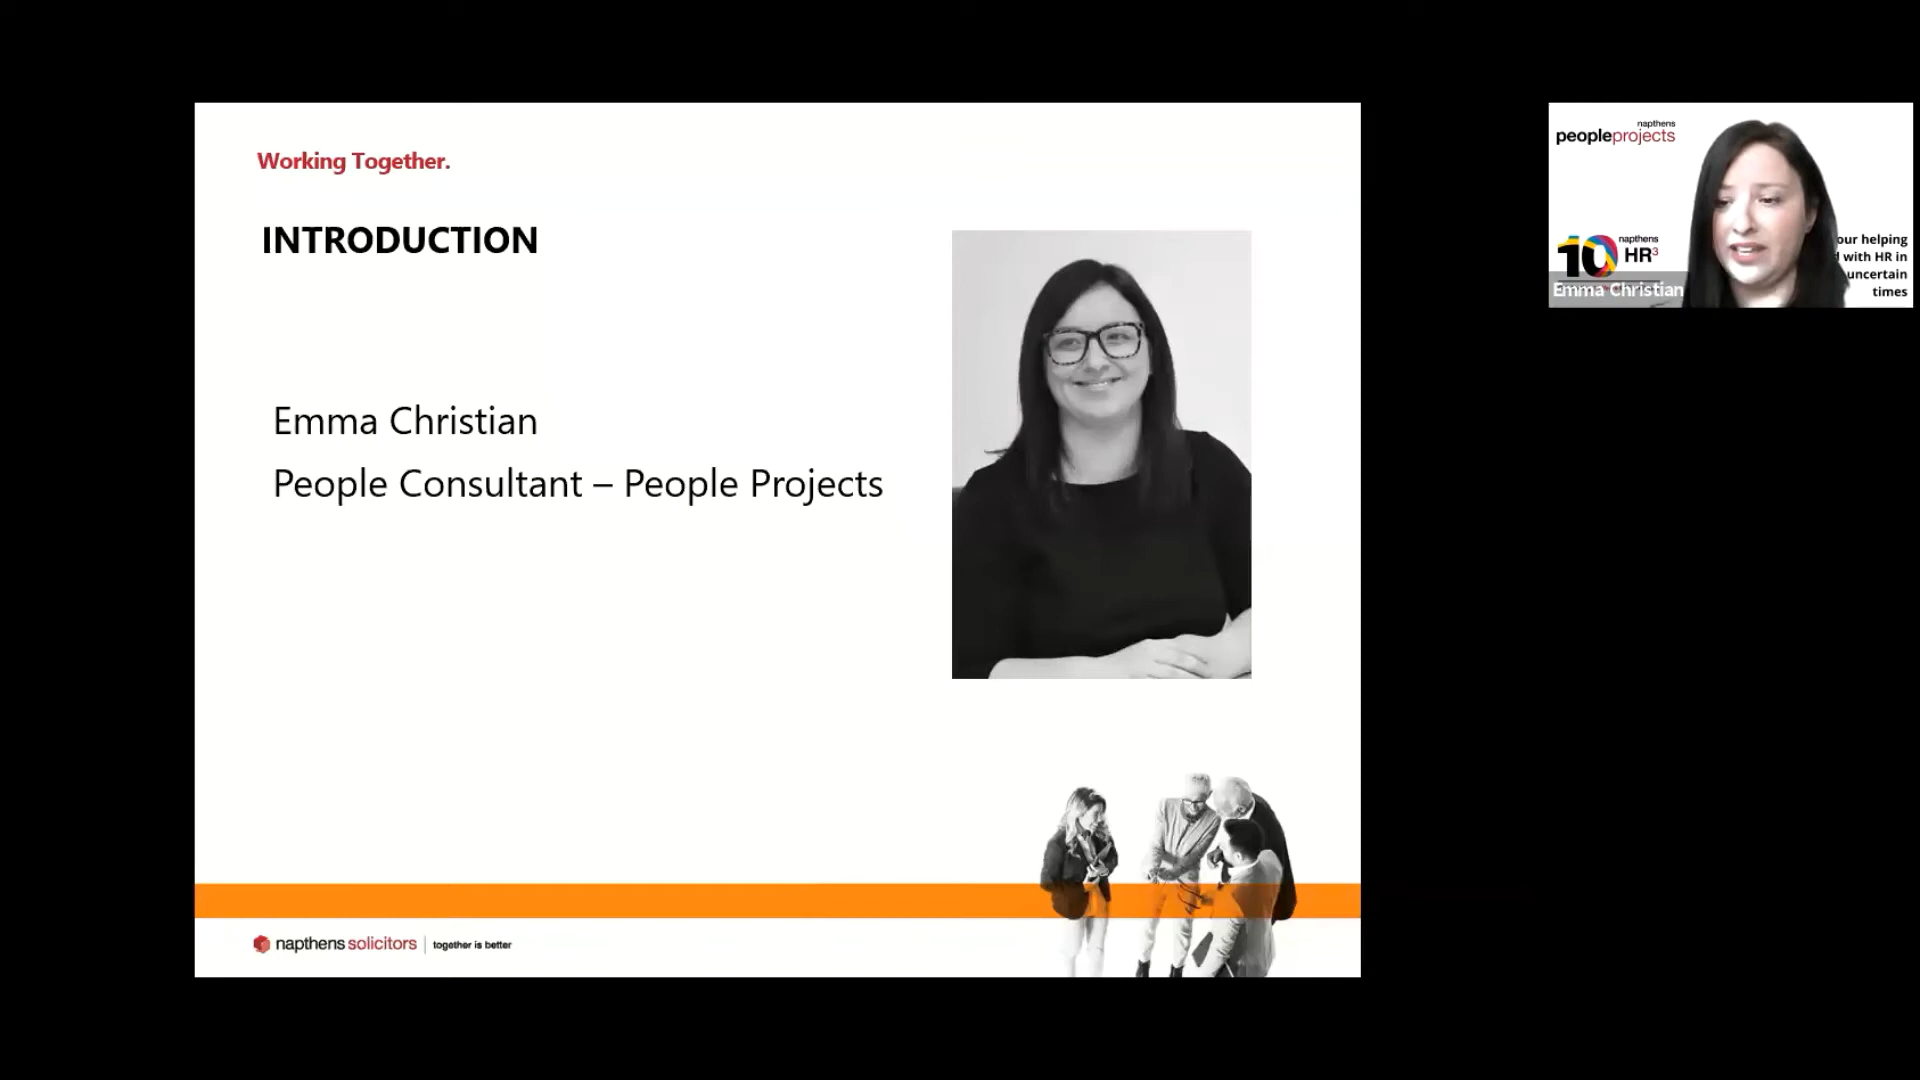 Working Together.
INTRODUCTION
Emma Christian
People Consultant – People Projects
napthens solicitors | together is better
napthens
peopleprojects
10 napthens
HR³
our helping
with HR in
uncertain
times
Emma Christian